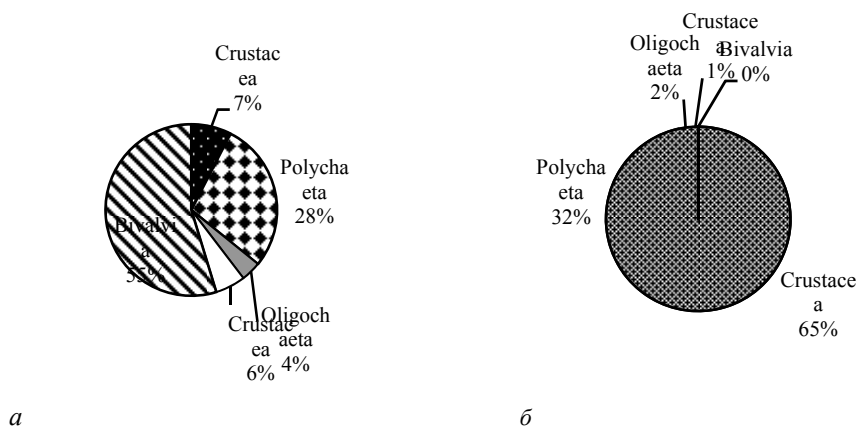 Crustac
ea
7%
Polycha
eta
28%
Bivalvi
a
55%
Crustac
ea
6%
Oligoch
aeta
4%
а
Oligoch
aeta
2%
Crustace
a
1%
Bivalvia
0%
Polycha
eta
32%
Crustace
a
65%
б